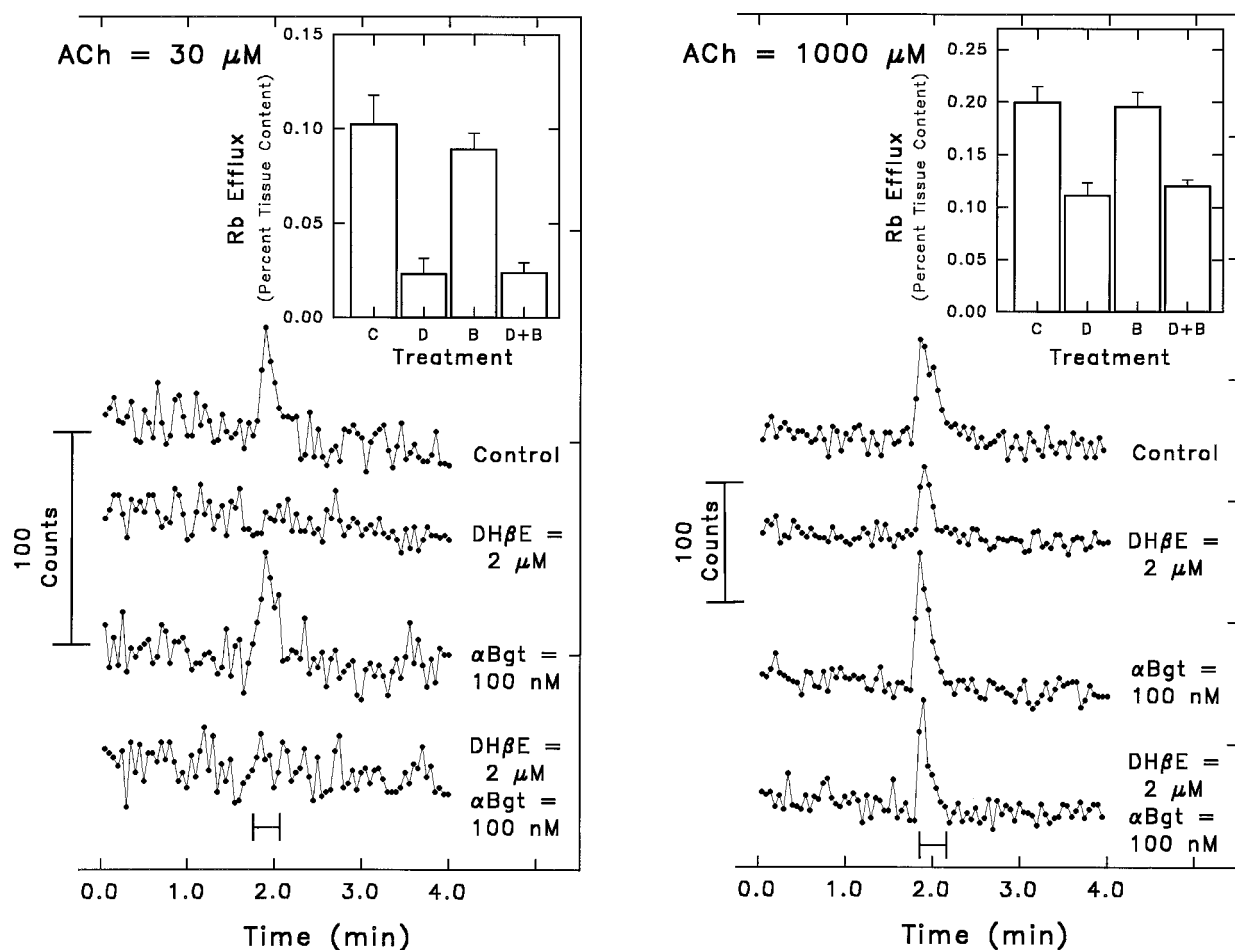 ACh = 30 μM
0.15
0.10
0.05
0.00
Rb Efflux
(Percent Tissue Content)
C D B D+B
Treatment
100
Counts
Control
DHβE =
2 μM
αBgt =
100 nM
DHβE =
2 μM
αBgt =
100 nM
0.0 1.0 2.0 3.0 4.0
Time (min)
ACh = 1000 μM
0.25
0.20
0.15
0.10
0.05
0.00
Rb Efflux
(Percent Tissue Content)
C D B D+B
Treatment
100
Counts
Control
DHβE =
2 μM
αBgt =
100 nM
DHβE =
2 μM
αBgt =
100 nM
0.0 1.0 2.0 3.0 4.0
Time (min)